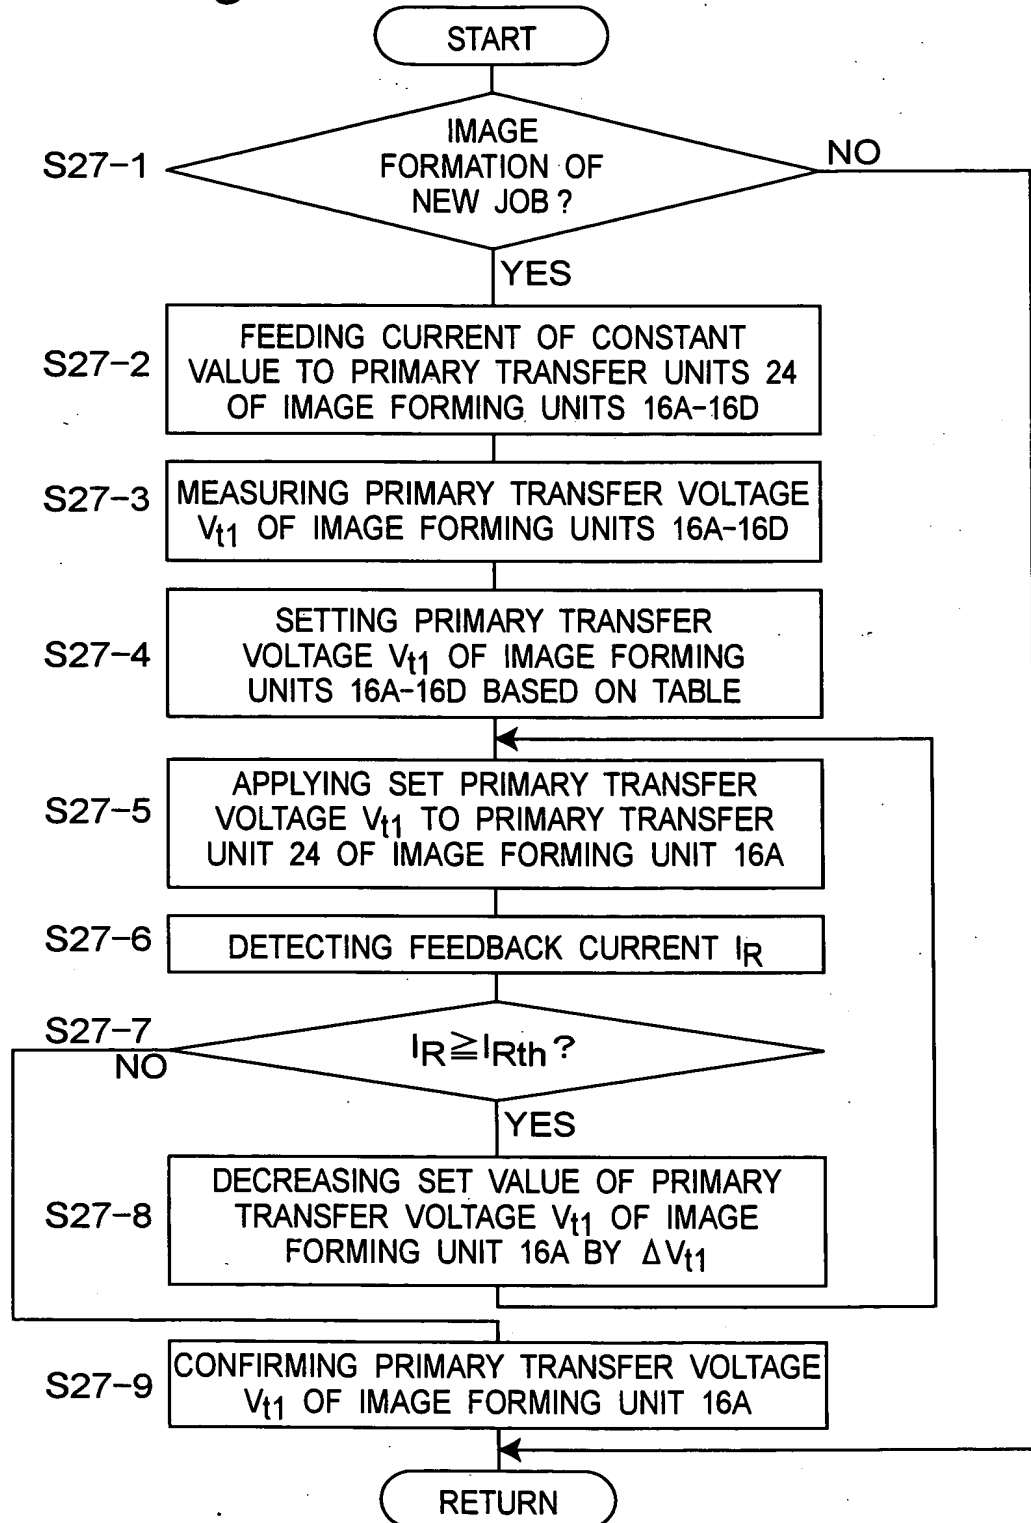 START
IMAGE
FORMATION OF
NEW JOB?
S27-1
NO
YES
S27-2
FEEDING CURRENT OF CONSTANT
VALUE TO PRIMARY TRANSFER UNITS 24
OF IMAGE FORMING UNITS 16A-16D
S27-3
MEASURING PRIMARY TRANSFER VOLTAGE
Vt1 OF IMAGE FORMING UNITS 16A-16D
S27-4
SETTING PRIMARY TRANSFER
VOLTAGE Vt1 OF IMAGE FORMING
UNITS 16A-16D BASED ON TABLE
S27-5
APPLYING SET PRIMARY TRANSFER
VOLTAGE Vt1 TO PRIMARY TRANSFER
UNIT 24 OF IMAGE FORMING UNIT 16A
S27-6
DETECTING FEEDBACK CURRENT IR
S27-7
NO
IR≧IRth?
YES
S27-8
DECREASING SET VALUE OF PRIMARY
TRANSFER VOLTAGE Vt1 OF IMAGE
FORMING UNIT 16A BY ΔVt1
S27-9
CONFIRMING PRIMARY TRANSFER VOLTAGE
Vt1 OF IMAGE FORMING UNIT 16A
RETURN